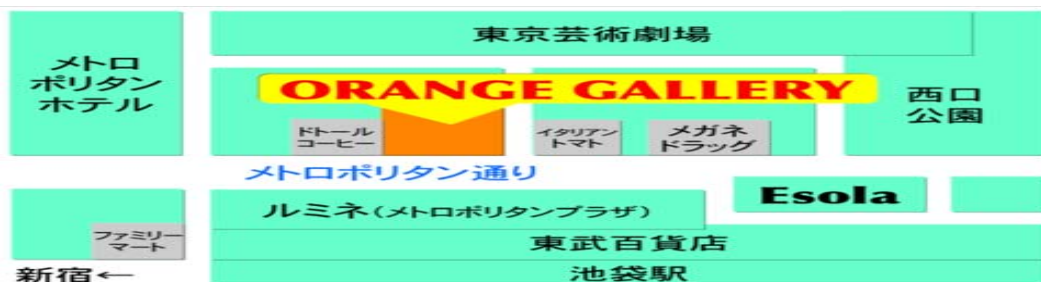 東京芸術劇場
メトロ
ポリタン
ホテル
ORANGE GALLERY
西口
公園
ドトール
コーヒー
イタリアン
トマト
メガネ
ドラッグ
メトロポリタン通り
Esola
ルミネ(メトロポリタンプラザ)
ファミリー
マート
東武百貨店
新宿←
池袋駅